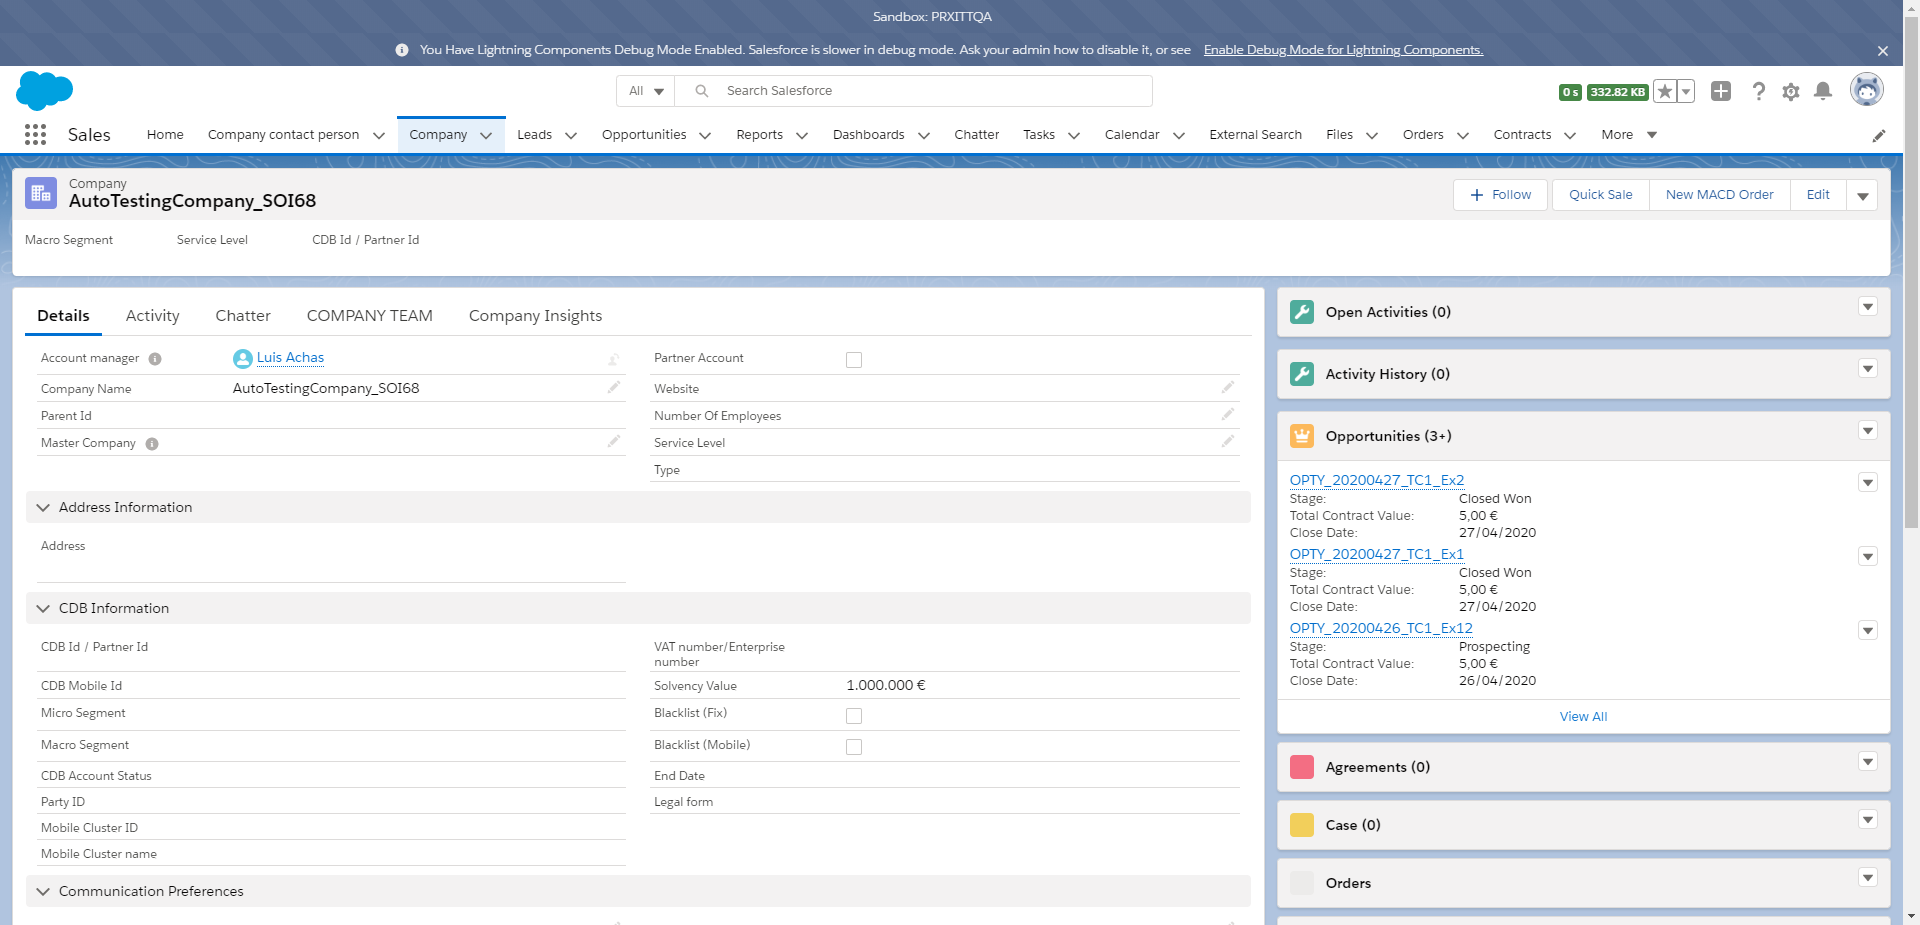 Sandbox: PRXITTQA
You Have Lightning Components Debug Mode Enabled. Salesforce is slower in debug mode. Ask your admin how to disable it, or see Enable Debug Mode for Lightning Components.
All Search Salesforce 0 s 332.82 KB
Sales Home Company contact person Company Leads Opportunities Reports Dashboards Chatter Tasks Calendar External Search Files Orders Contracts More
Company
AutoTestingCompany_SOI68
Follow Quick Sale New MACD Order Edit
Macro Segment Service Level CDB Id / Partner Id
Details Activity Chatter COMPANY TEAM Company Insights
Account manager Luis Achas
Company Name AutoTestingCompany_SOI68
Parent Id
Master Company
Partner Account
Website
Number Of Employees
Service Level
Type
Address Information
Address
CDB Information
CDB Id / Partner Id
CDB Mobile Id
Micro Segment
Macro Segment
CDB Account Status
Party ID
Mobile Cluster ID
Mobile Cluster name
VAT number/Enterprise
number
Solvency Value 1.000.000 €
Blacklist (Fix)
Blacklist (Mobile)
End Date
Legal form
Communication Preferences
Open Activities (0)
Activity History (0)
Opportunities (3+)
OPTY_20200427_TC1_Ex2
Stage: Closed Won
Total Contract Value: 5,00 €
Close Date: 27/04/2020
OPTY_20200427_TC1_Ex1
Stage: Closed Won
Total Contract Value: 5,00 €
Close Date: 27/04/2020
OPTY_20200426_TC1_Ex12
Stage: Prospecting
Total Contract Value: 5,00 €
Close Date: 26/04/2020
View All
Agreements (0)
Case (0)
Orders